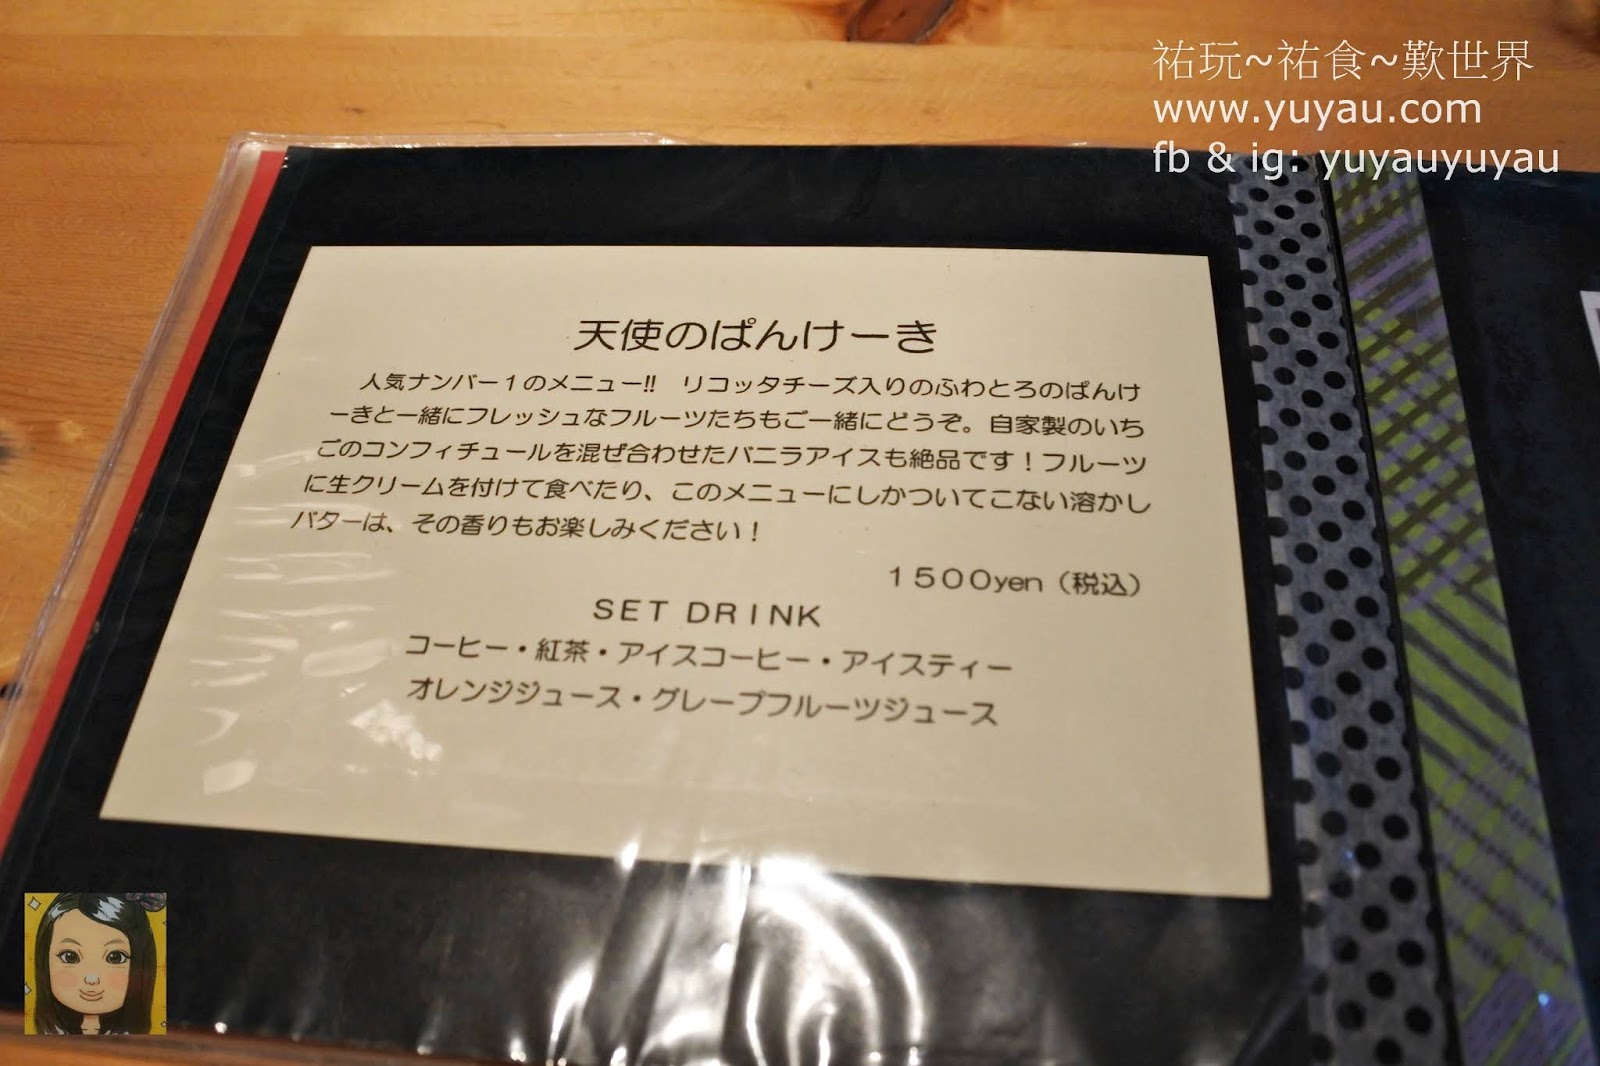 祐玩~祐食~歎世界
www.yuyau.com
fb & ig: yuyauyuyau
天使のぱんけーき
人気ナンバー１のメニュー!!　リコッタチーズ入りのふわとろのぱんけ
ーきと一緒にフレッシュなフルーツたちもご一緒にどうぞ。自家製のいち
ごのコンフィチュールを混ぜ合わせたバニラアイスも絶品です！フルーツ
に生クリームを付けて食べたり、このメニューにしかついてこない溶かし
バターは、その香りもお楽しみください！
１５００yen（税込）
SET DRINK
コーヒー・紅茶・アイスコーヒー・アイスティー
オレンジジュース・グレープフルーツジュース